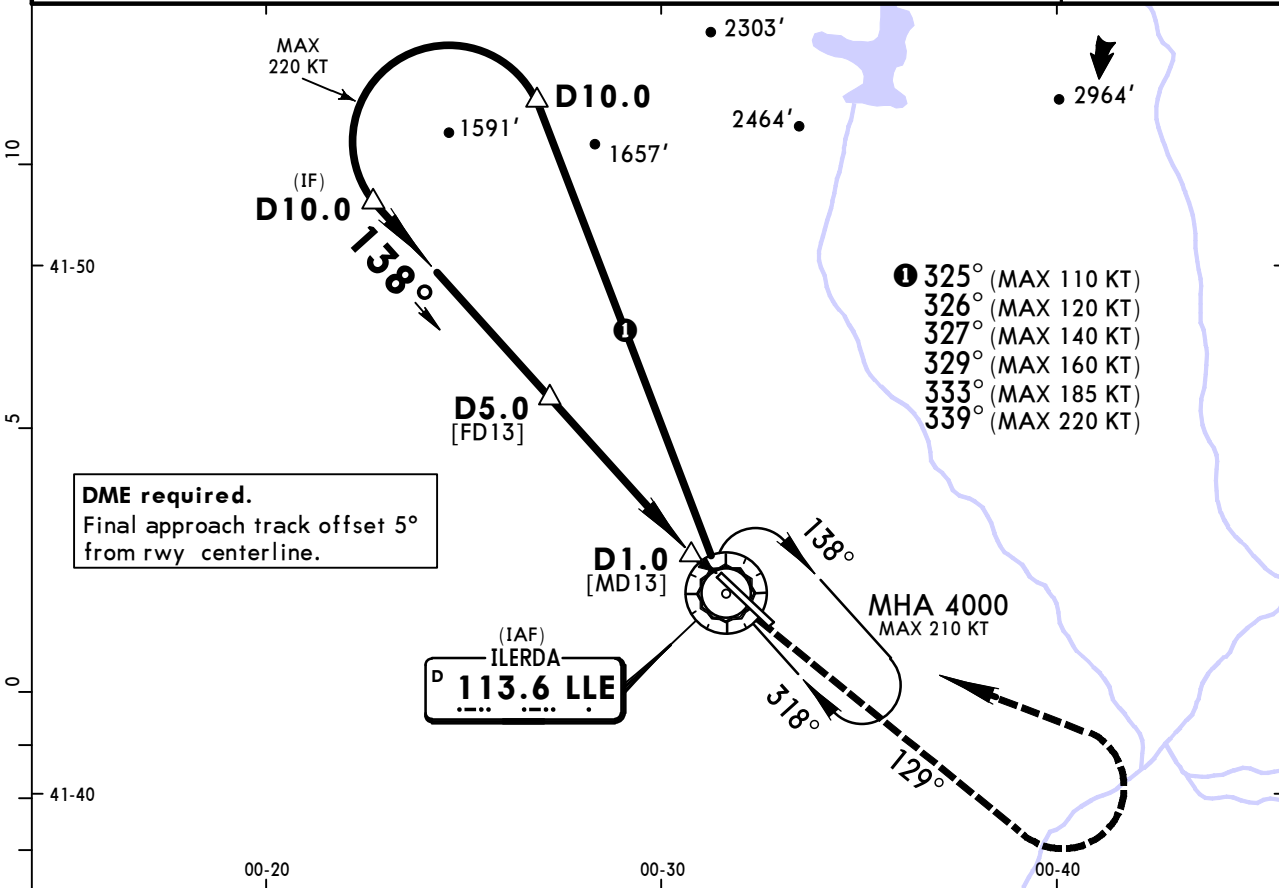 2303'
MAX
220 KT
D10.0
2964'
1591'
2464'
1657'
10
(IF)
D10.0
138°
41-50
1 325° (MAX 110 KT)
326° (MAX 120 KT)
327° (MAX 140 KT)
329° (MAX 160 KT)
333° (MAX 185 KT)
339° (MAX 220 KT)
1
D5.0
[FD13]
5
DME required.
Final approach track offset 5°
from rwy centerline.
D1.0
[MD13]
138°
MHA 4000
MAX 210 KT
(IAF)
ILERDA
D 113.6 LLE
0
318°
129°
41-40
00-20
00-30
00-40